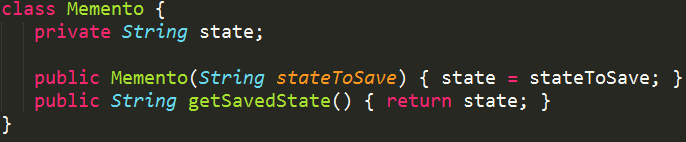 class Memento {
   private String state;

   public Memento(String stateToSave) { state = stateToSave; }
   public String getSavedState() { return state; }
}